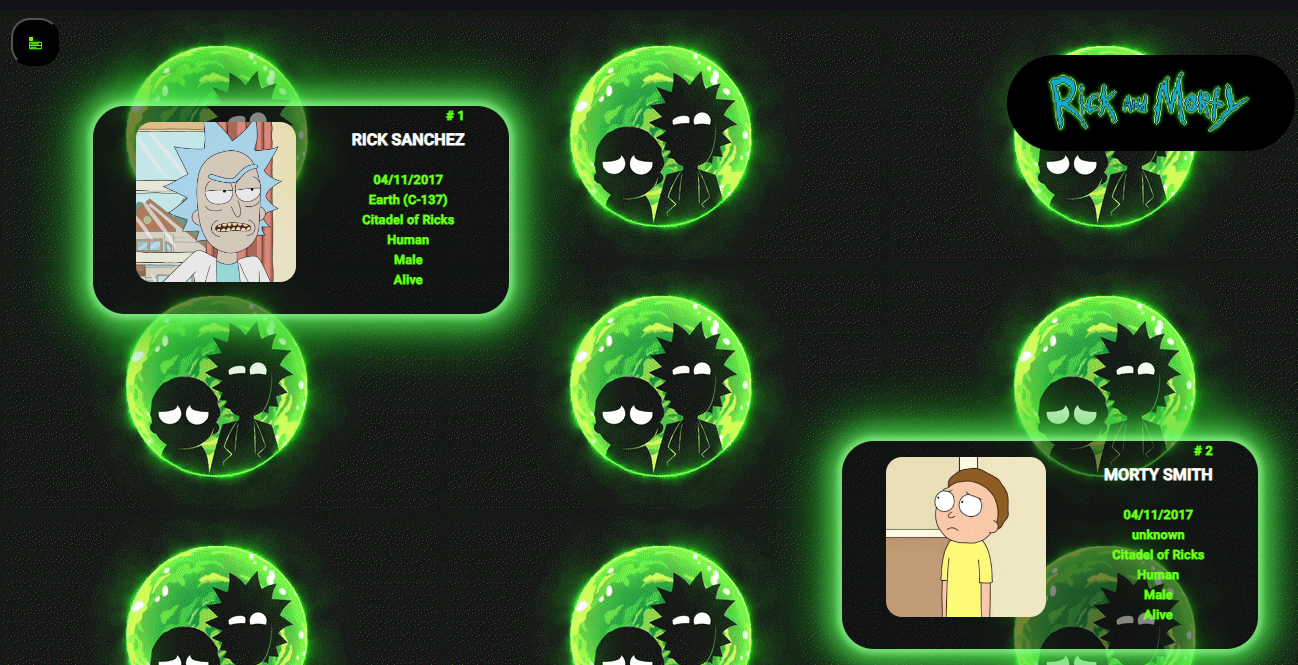 Rick and Morty
# 1
RICK SANCHEZ
04/11/2017
Earth (C-137)
Citadel of Ricks
Human
Male
Alive
# 2
MORTY SMITH
04/11/2017
unknown
Citadel of Ricks
Human
Male
Alive